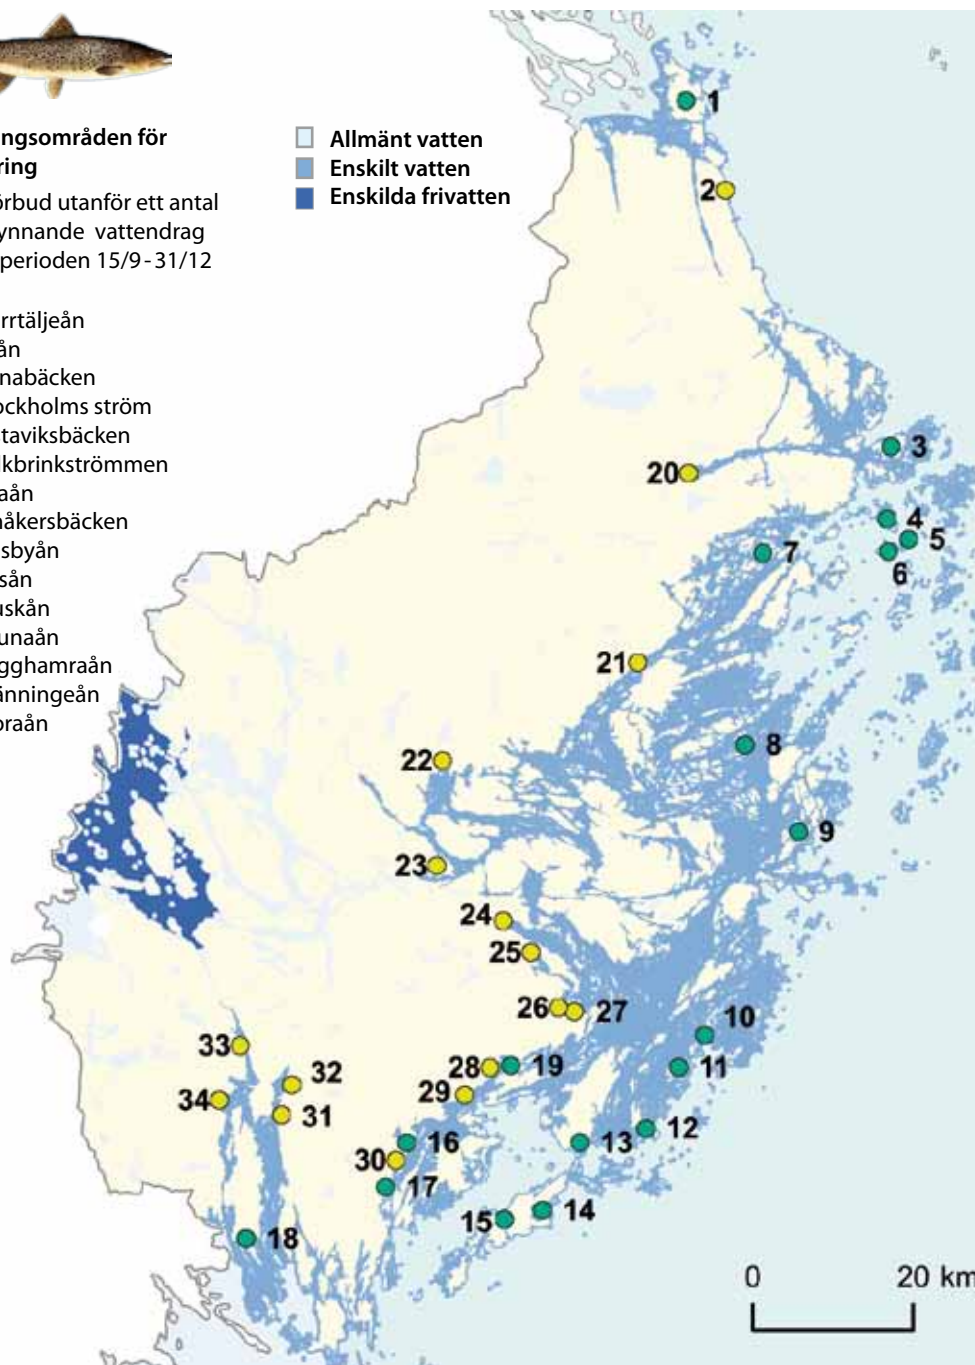 ngsområden för
ring
örbud utanför ett antal
ynnande vattendrag
perioden 15/9 - 31/12
rrtäljeån
ån
nabäcken
ockholms ström
staviksbäcken
lkbrinkströmmen
aån
håkersbäcken
sbyån
sån
uskån
unaån
gghamraån
änningeån
oraån
Allmänt vatten
Enskilt vatten
Enskilda frivatten
1
2
3
20
4
5
7
6
21
8
22
9
23
24
25
26
27
10
33
28
19
11
32
29
34
31
12
16
13
30
17
14
15
18
0
20 km